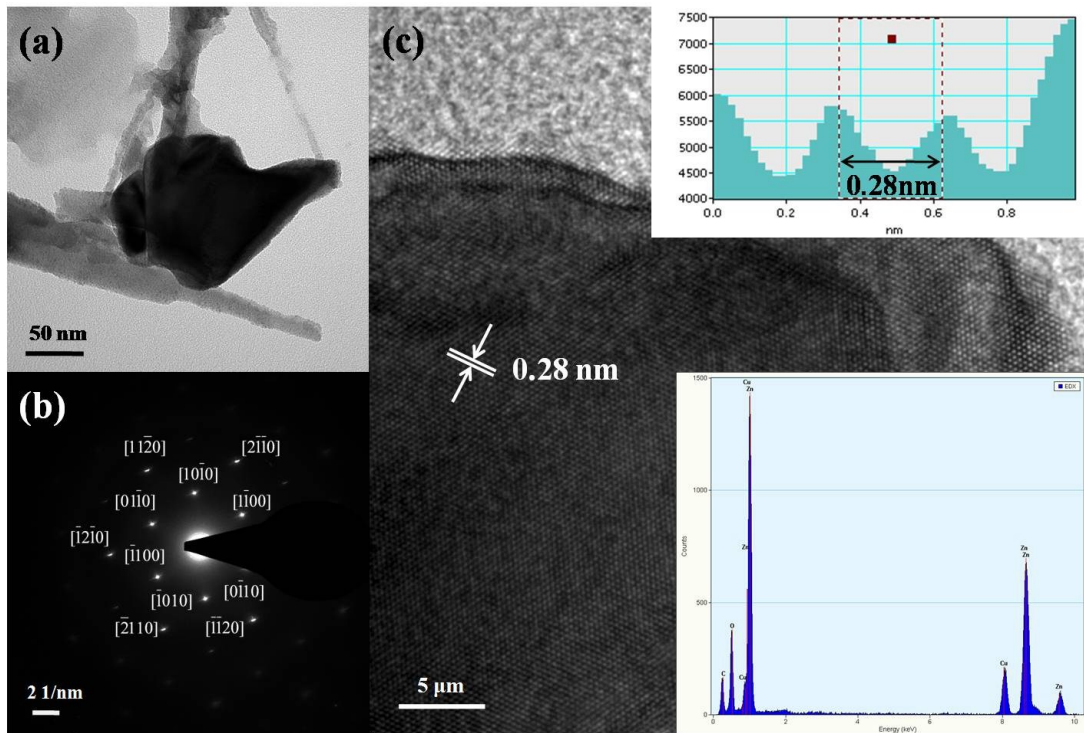 (a)
50 nm
(b)
[112̄0]
[21̄1̄0]
[101̄0]
[011̄0]
[11̄00]
[1̄21̄0]
[1̄100]
[01̄10]
[1̄010]
[2̄110]
[1̄1̄20]
2 1/nm
(c)
0.28 nm
5 µm
7500
7000
6500
6000
5500
5000
4500
4000
0.28nm
0.0 0.2 0.4 0.6 0.8
nm
1500
1000
500
0
Counts
EDX
Cu
Zn
Zn
C
O
Cu
Cu
Zn
Zn
Zn
2 4 6 8 10
Energy (keV)